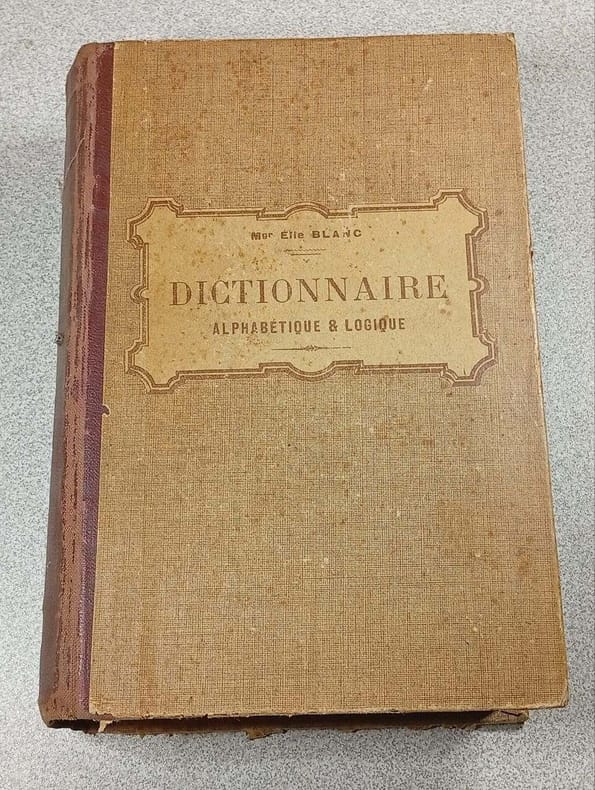 Mgr Élie BLANC
DICTIONNAIRE
ALPHABÉTIQUE & LOGIQUE